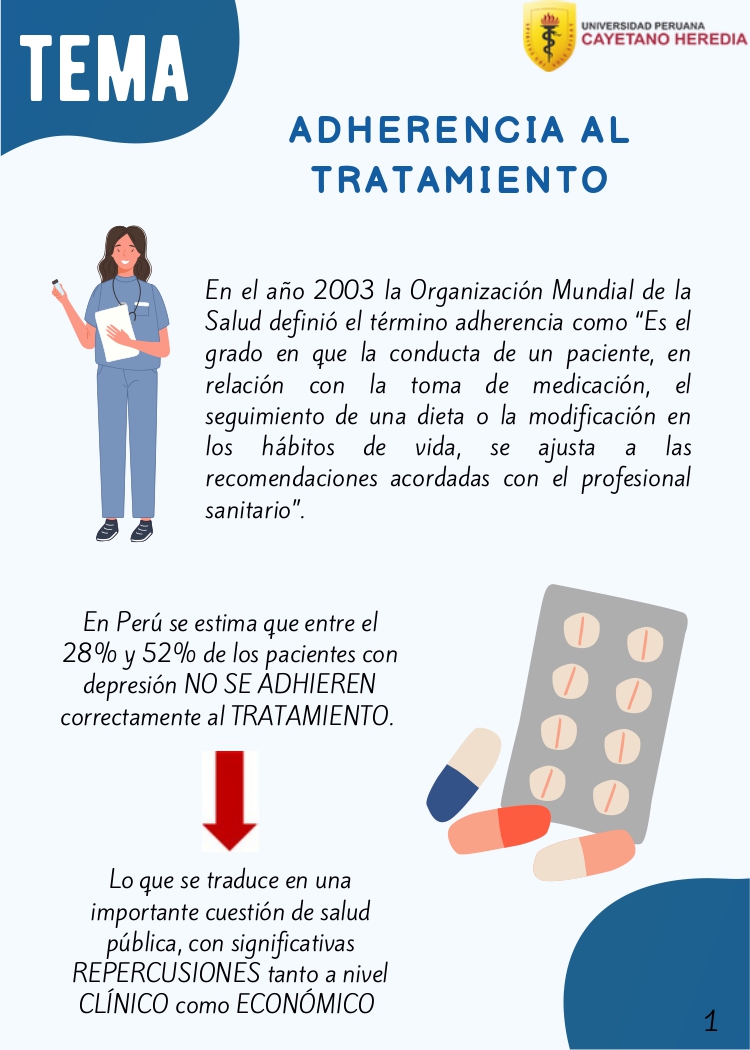 TEMA
UNIVERSIDAD PERUANA
CAYETANO HEREDIA
ADHERENCIA AL
TRATAMIENTO
En el año 2003 la Organización Mundial de la
Salud definió el término adherencia como “Es el
grado en que la conducta de un paciente, en
relación con la toma de medicación, el
seguimiento de una dieta o la modificación en
los hábitos de vida, se ajusta a las
recomendaciones acordadas con el profesional
sanitario”.
En Perú se estima que entre el
28% y 52% de los pacientes con
depresión NO SE ADHIEREN
correctamente al TRATAMIENTO.
Lo que se traduce en una
importante cuestión de salud
pública, con significativas
REPERCUSIONES tanto a nivel
CLÍNICO como ECONÓMICO
1